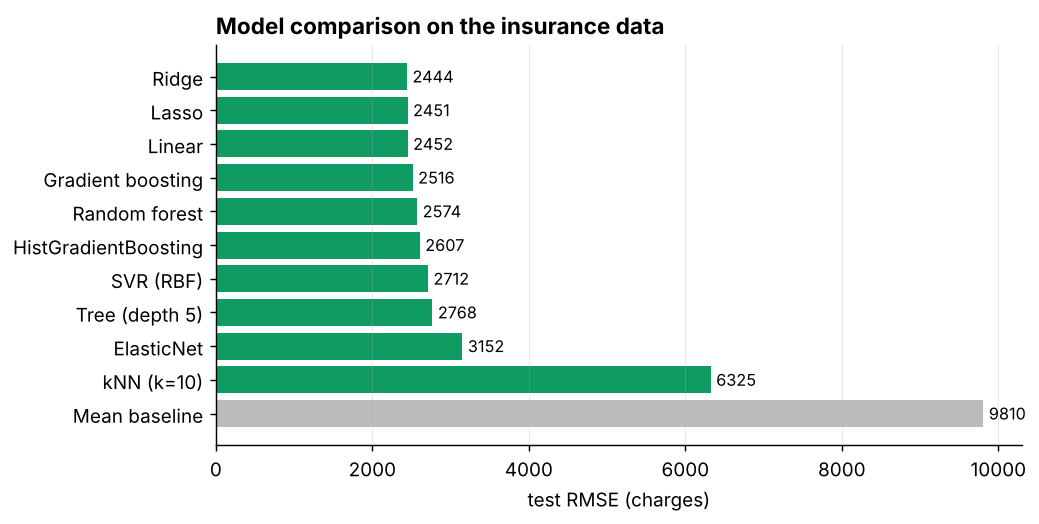 Model comparison on the insurance data
Ridge 2444
Lasso 2451
Linear 2452
Gradient boosting 2516
Random forest 2574
HistGradientBoosting 2607
SVR (RBF) 2712
Tree (depth 5) 2768
ElasticNet 3152
kNN (k=10) 6325
Mean baseline 9810
0 2000 4000 6000 8000 10000
test RMSE (charges)